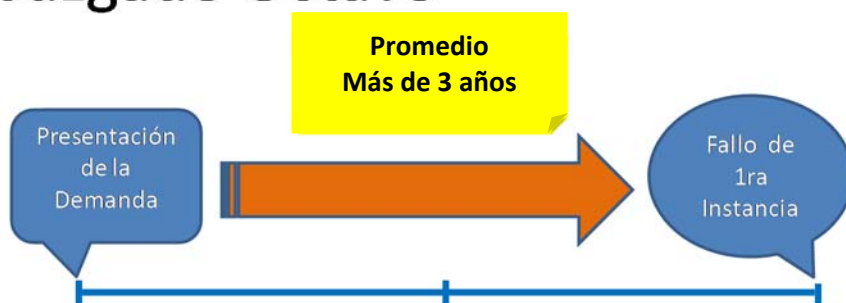 Promedio
Más de 3 años
Presentación
de la
Demanda
Fallo de
1ra
Instancia